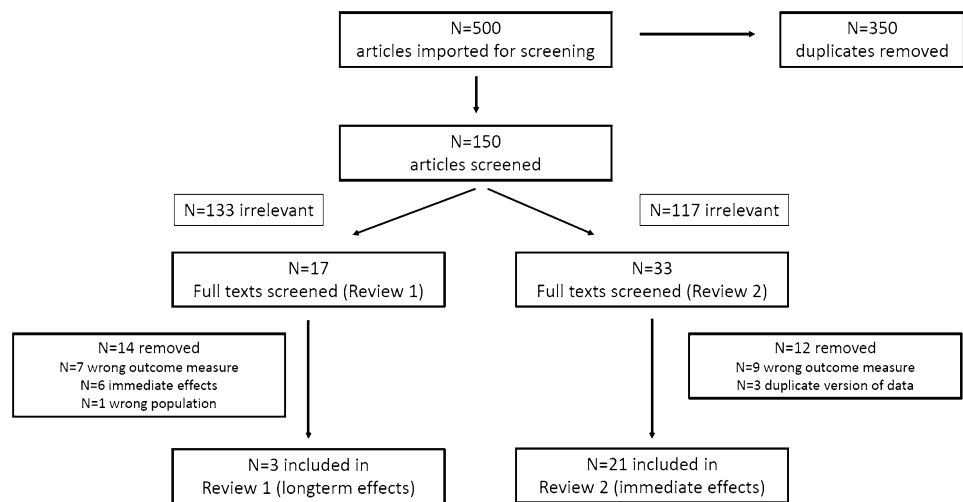 N=500
articles imported for screening
N=350
duplicates removed
N=150
articles screened
N=133 irrelevant
N=117 irrelevant
N=17
Full texts screened (Review 1)
N=33
Full texts screened (Review 2)
N=14 removed
N=7 wrong outcome measure
N=6 immediate effects
N=1 wrong population
N=12 removed
N=9 wrong outcome measure
N=3 duplicate version of data
N=3 included in
Review 1 (longterm effects)
N=21 included in
Review 2 (immediate effects)